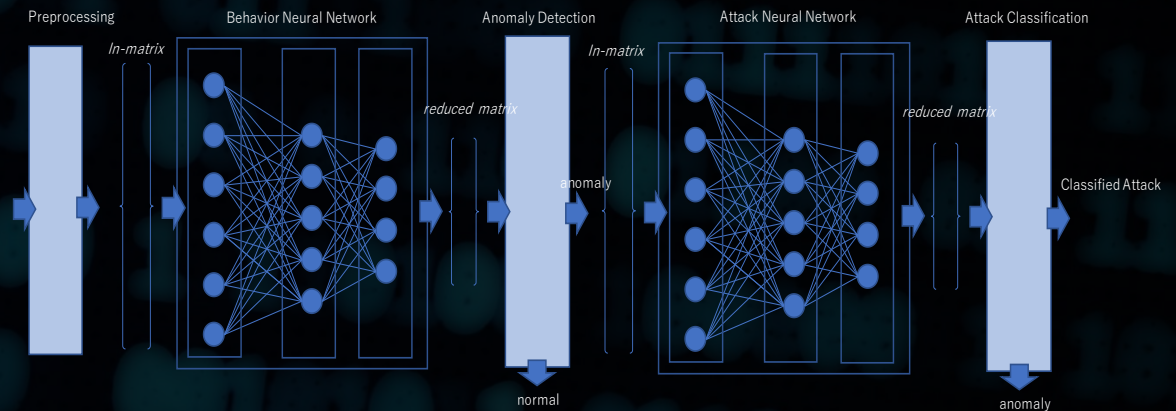 Preprocessing
Behavior Neural Network
Anomaly Detection
Attack Neural Network
Attack Classification
In-matrix
In-matrix
reduced matrix
reduced matrix
anomaly
Classified Attack
normal
anomaly